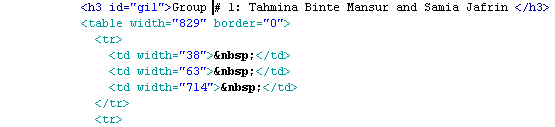 <h3 id="gil">Group # 1: Tahmina Binte Mansur and Samia Jafrin </h3>
<table width="829" border="0">
<tr>
<td width="38">&nbsp;</td>
<td width="63">&nbsp;</td>
<td width="714">&nbsp;</td>
</tr>
<tr>